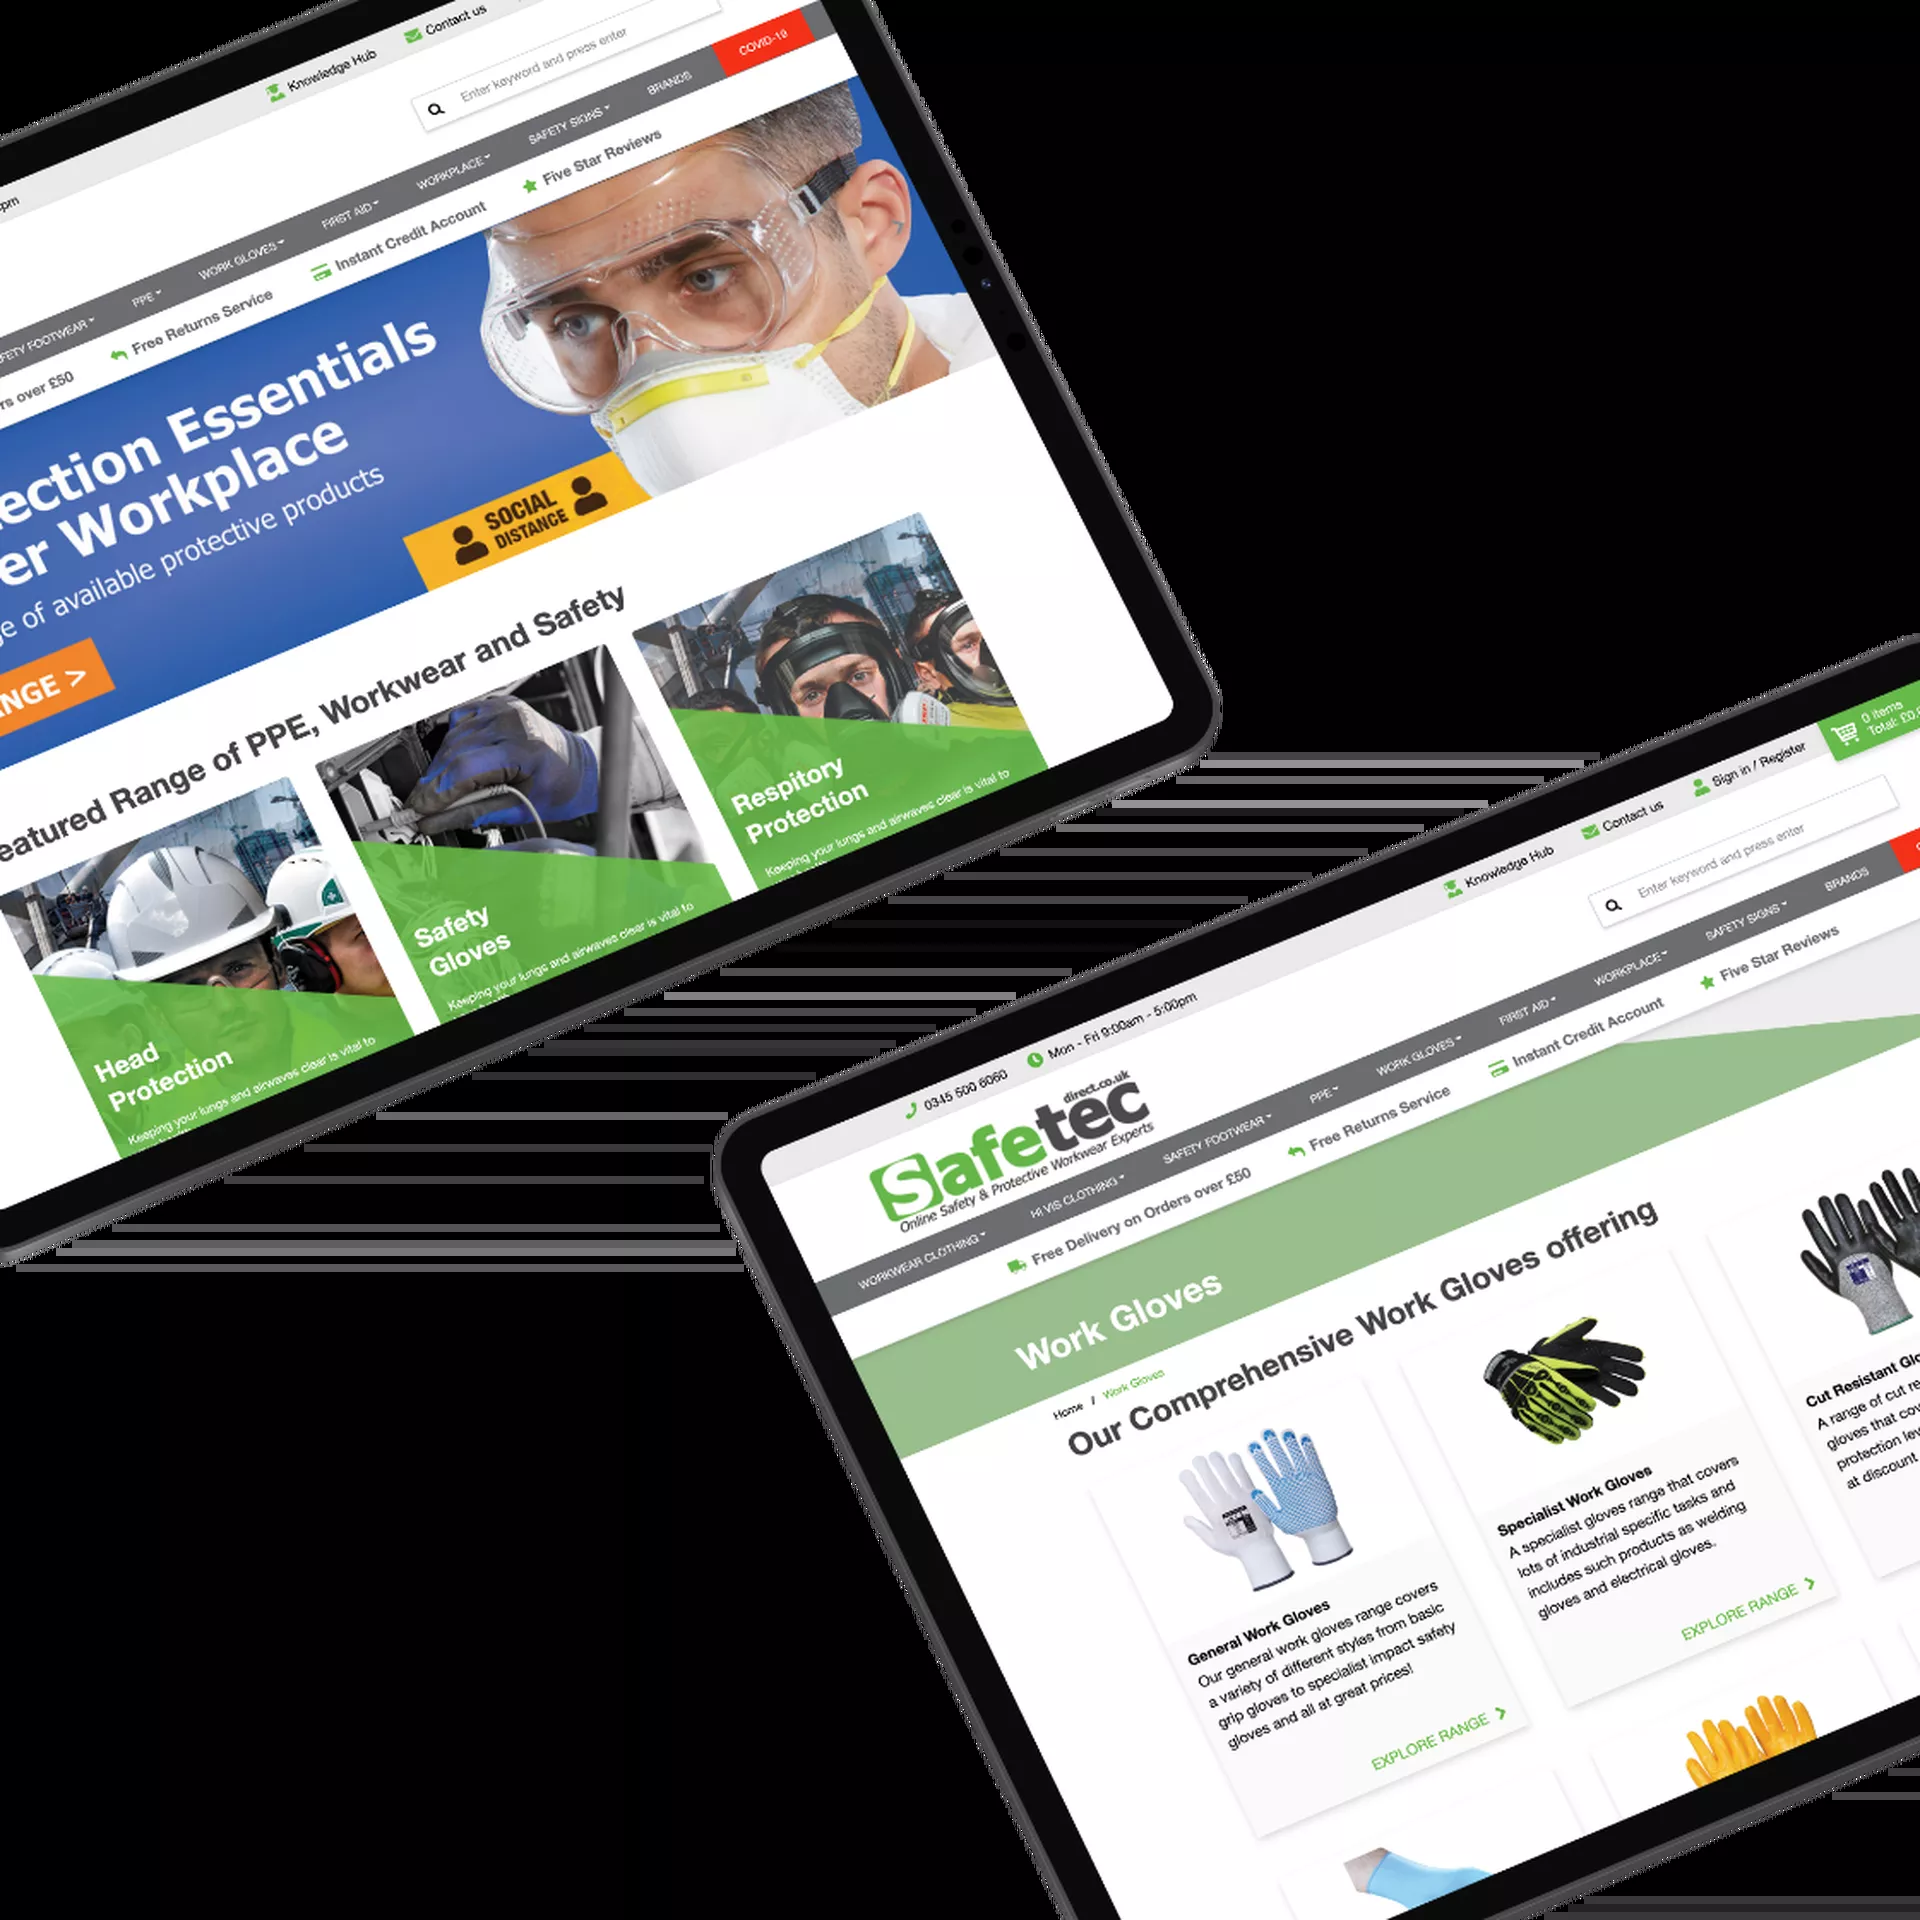 Knowledge Hub
Contact us
Enter keyword and press enter
pm
PPE
WORK GLOVES
FIRST AID
WORKPLACE
SAFETY SIGNS
BRANDS
COVID-19
FETY FOOTWEAR
rs over £50
Free Returns Service
Instant Credit Account
Five Star Reviews
ection Essentials
er Workplace
ge of available protective products
NGE >
SOCIAL
DISTANCE
eatured Range of PPE, Workwear and Safety
Head
Protection
Keeping your lungs and airwaves clear is vital to
Safety
Gloves
Keeping your lungs and airwaves clear is vital to
Respitory
Protection
Keeping your lungs and airwaves clear is vital to
0345 500 6060
Mon - Fri 9:00am - 5:00pm
Knowledge Hub
Contact us
Sign in / Register
0 items
Total: £0.
Safetec
direct.co.uk
Online Safety & Protective Workwear Experts
Enter keyword and press enter
WORKWEAR CLOTHING
HI VIS CLOTHING
SAFETY FOOTWEAR
PPE
WORK GLOVES
FIRST AID
WORKPLACE
SAFETY SIGNS
BRANDS
Free Delivery on Orders over £50
Free Returns Service
Instant Credit Account
Five Star Reviews
Work Gloves
Home / Work Gloves
Our Comprehensive Work Gloves offering
General Work Gloves
Our general work gloves range covers
a variety of different styles from basic
grip gloves to specialist impact safety
gloves and all at great prices!
EXPLORE RANGE
Specialist Work Gloves
A specialist gloves range that covers
lots of industrial specific tasks and
includes such products as welding
gloves and electrical gloves.
EXPLORE RANGE
Cut Resistant Glo
A range of cut re
gloves that cov
protection lev
at discount